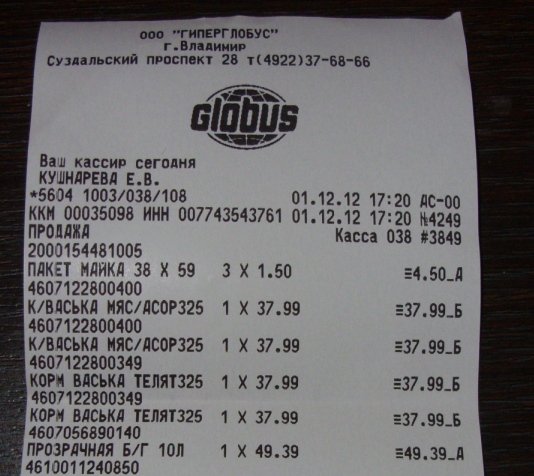 ООО "ГИПЕРГЛОБУС"
г.Владимир
Суздальский проспект 28 т(4922)37-68-66
GLOBUS
Ваш кассир сегодня
КУШНАРЕВА Е.В.
*5604 1003/038/108 01.12.12 17:20 ДС-00
ККМ 00035098 ИНН 007743543761 01.12.12 17:20 №4249
ПРОДАЖА Касса 038 #3849
2000154481005
ПАКЕТ МАЙКА 38 X 59 3 X 1.50 ≡4.50_А
4607122800400
К/ВАСЬКА МЯС/АСОР325 1 X 37.99 ≡37.99_Б
4607122800400
К/ВАСЬКА МЯС/АСОР325 1 X 37.99 ≡37.99_Б
4607122800349
КОРМ ВАСЬКА ТЕЛЯТ325 1 X 37.99 ≡37.99_Б
4607122800349
КОРМ ВАСЬКА ТЕЛЯТ325 1 X 37.99 ≡37.99_Б
4607056890140
ПРОЗРАЧНАЯ Б/Г 10Л 1 X 49.39 ≡49.39_А
4610011240850